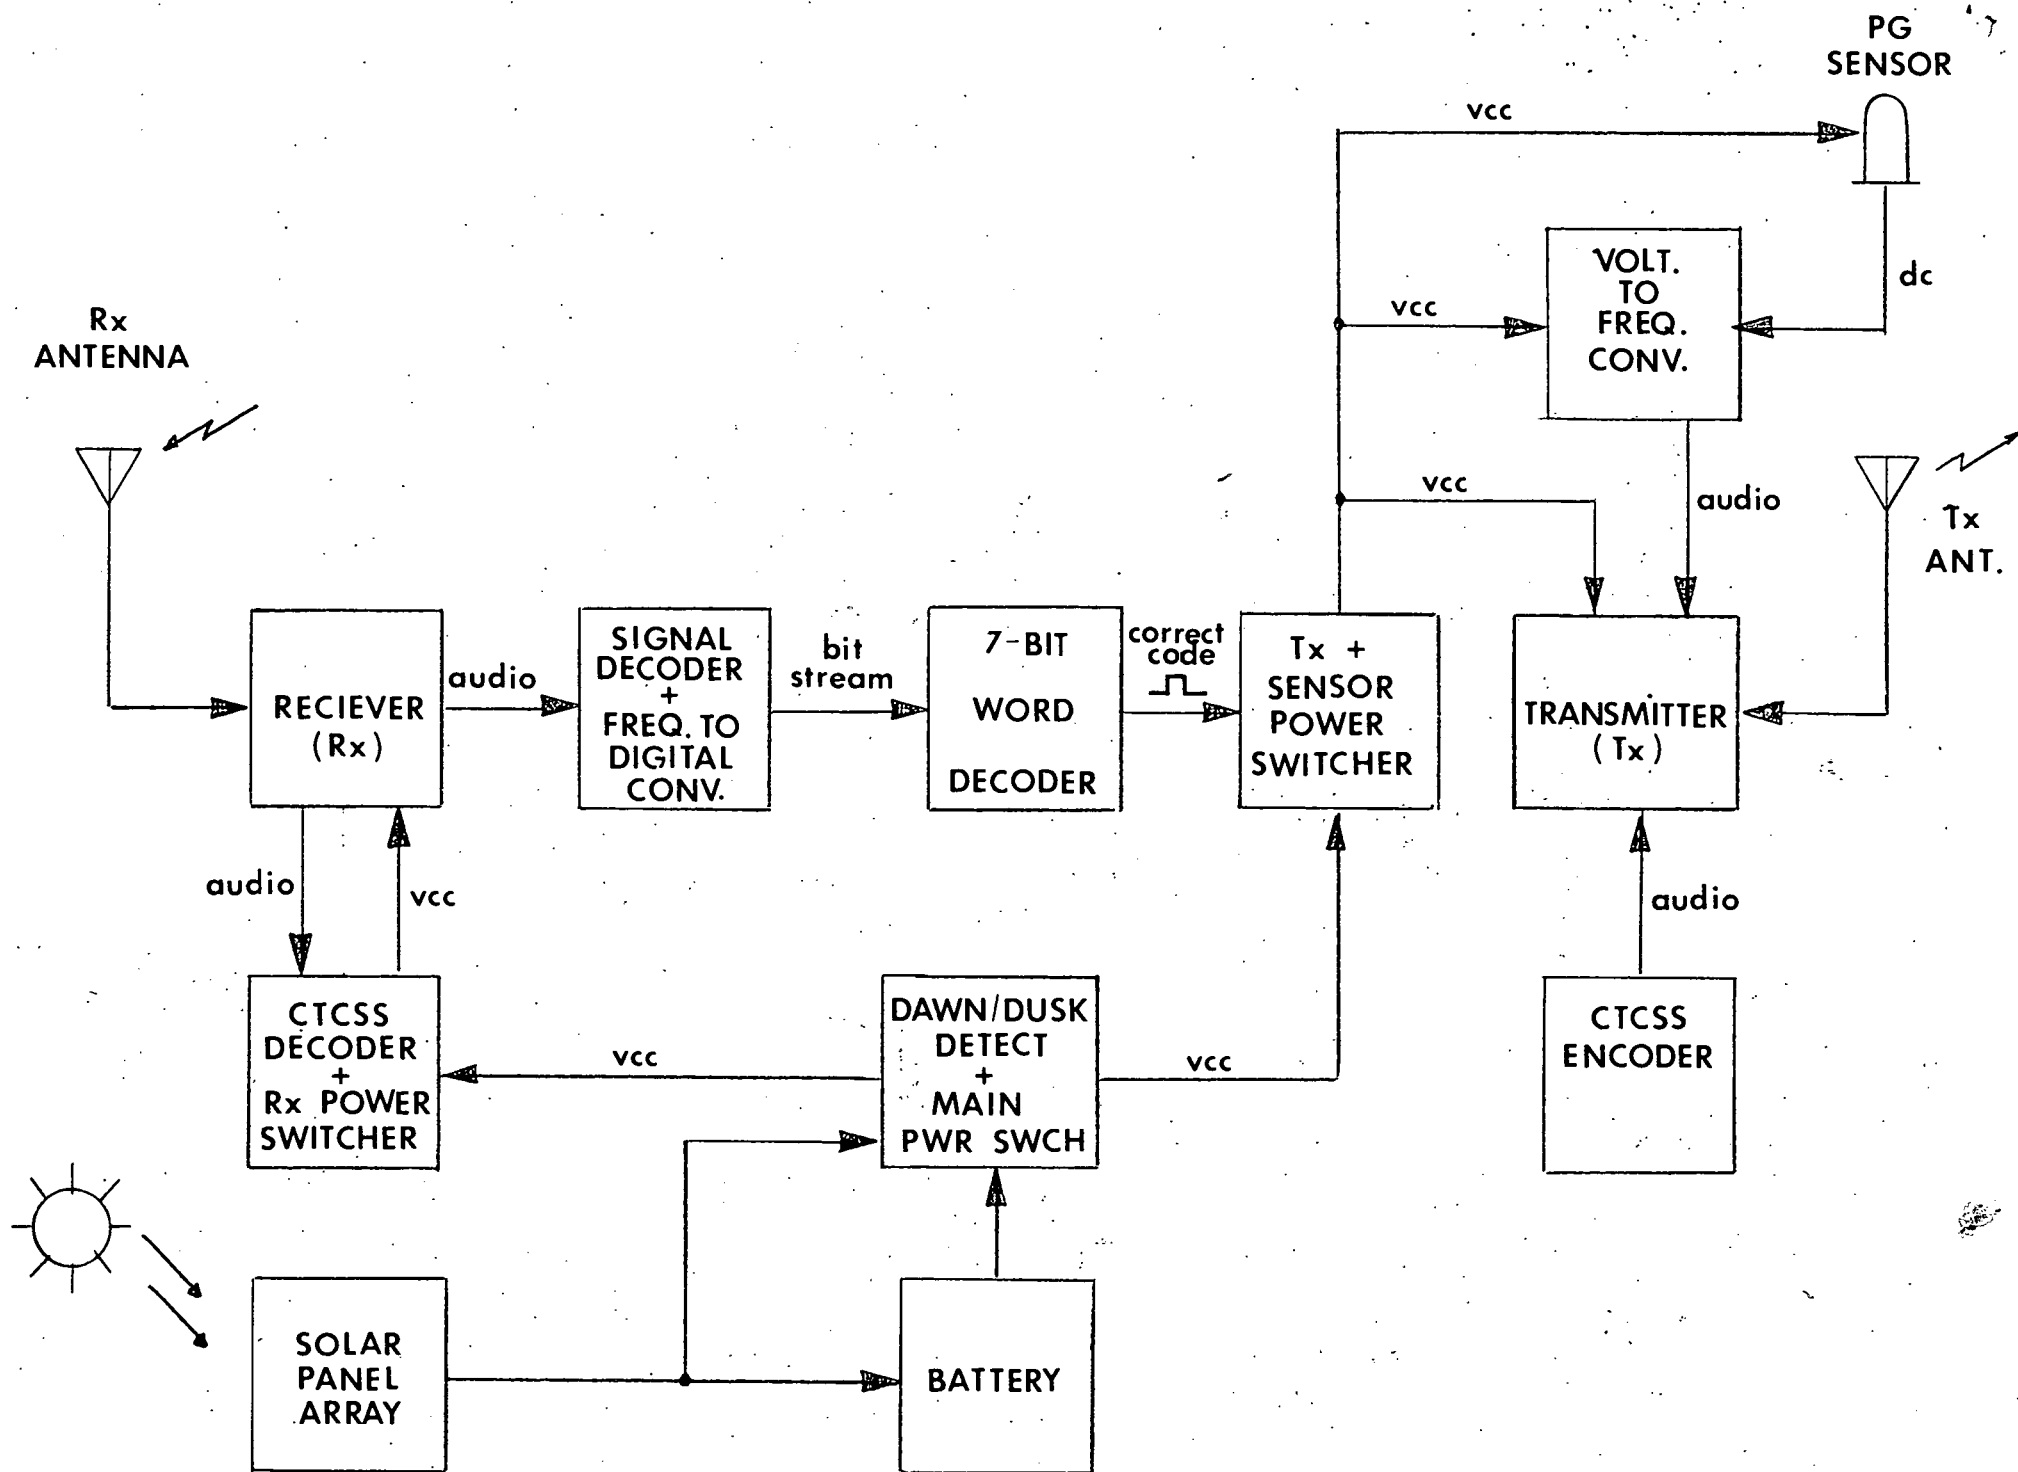 PG
SENSOR
vcc
VOLT.
TO
FREQ.
CONV.
dc
vcc
Rx
ANTENNA
vcc
audio
Tx
ANT.
RECIEVER
(Rx)
audio
SIGNAL
DECODER
+
FREQ. TO
DIGITAL
CONV.
bit
stream
7-BIT
WORD
DECODER
correct
code
Tx +
SENSOR
POWER
SWITCHER
TRANSMITTER
(Tx)
audio
vcc
audio
CTCSS
DECODER
+
Rx POWER
SWITCHER
vcc
DAWN/DUSK
DETECT
+
MAIN
PWR SWCH
vcc
CTCSS
ENCODER
SOLAR
PANEL
ARRAY
BATTERY